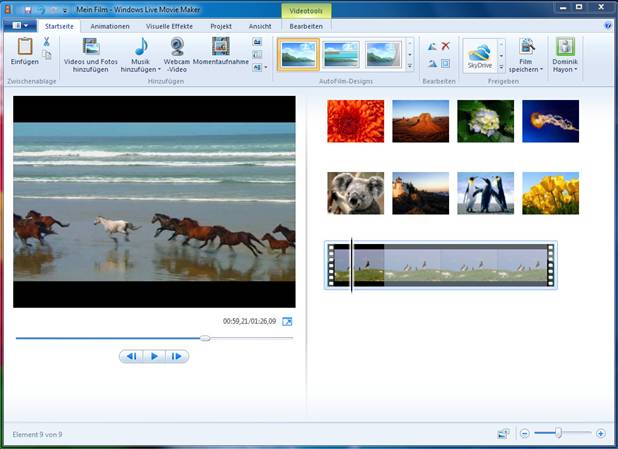 Mein Film - Windows Live Movie Maker
Videotools
Startseite Animationen Visuelle Effekte Projekt Ansicht Bearbeiten
Einfügen
Videos und Fotos hinzufügen
Musik hinzufügen
Webcam-Video
Momentaufnahme
SkyDrive
Film speichern
Dominik Hayon
Zwischenablage Hinzufügen AutoFilm-Designs Bearbeiten Freigeben
00:59,21/01:26,09
Element 9 von 9